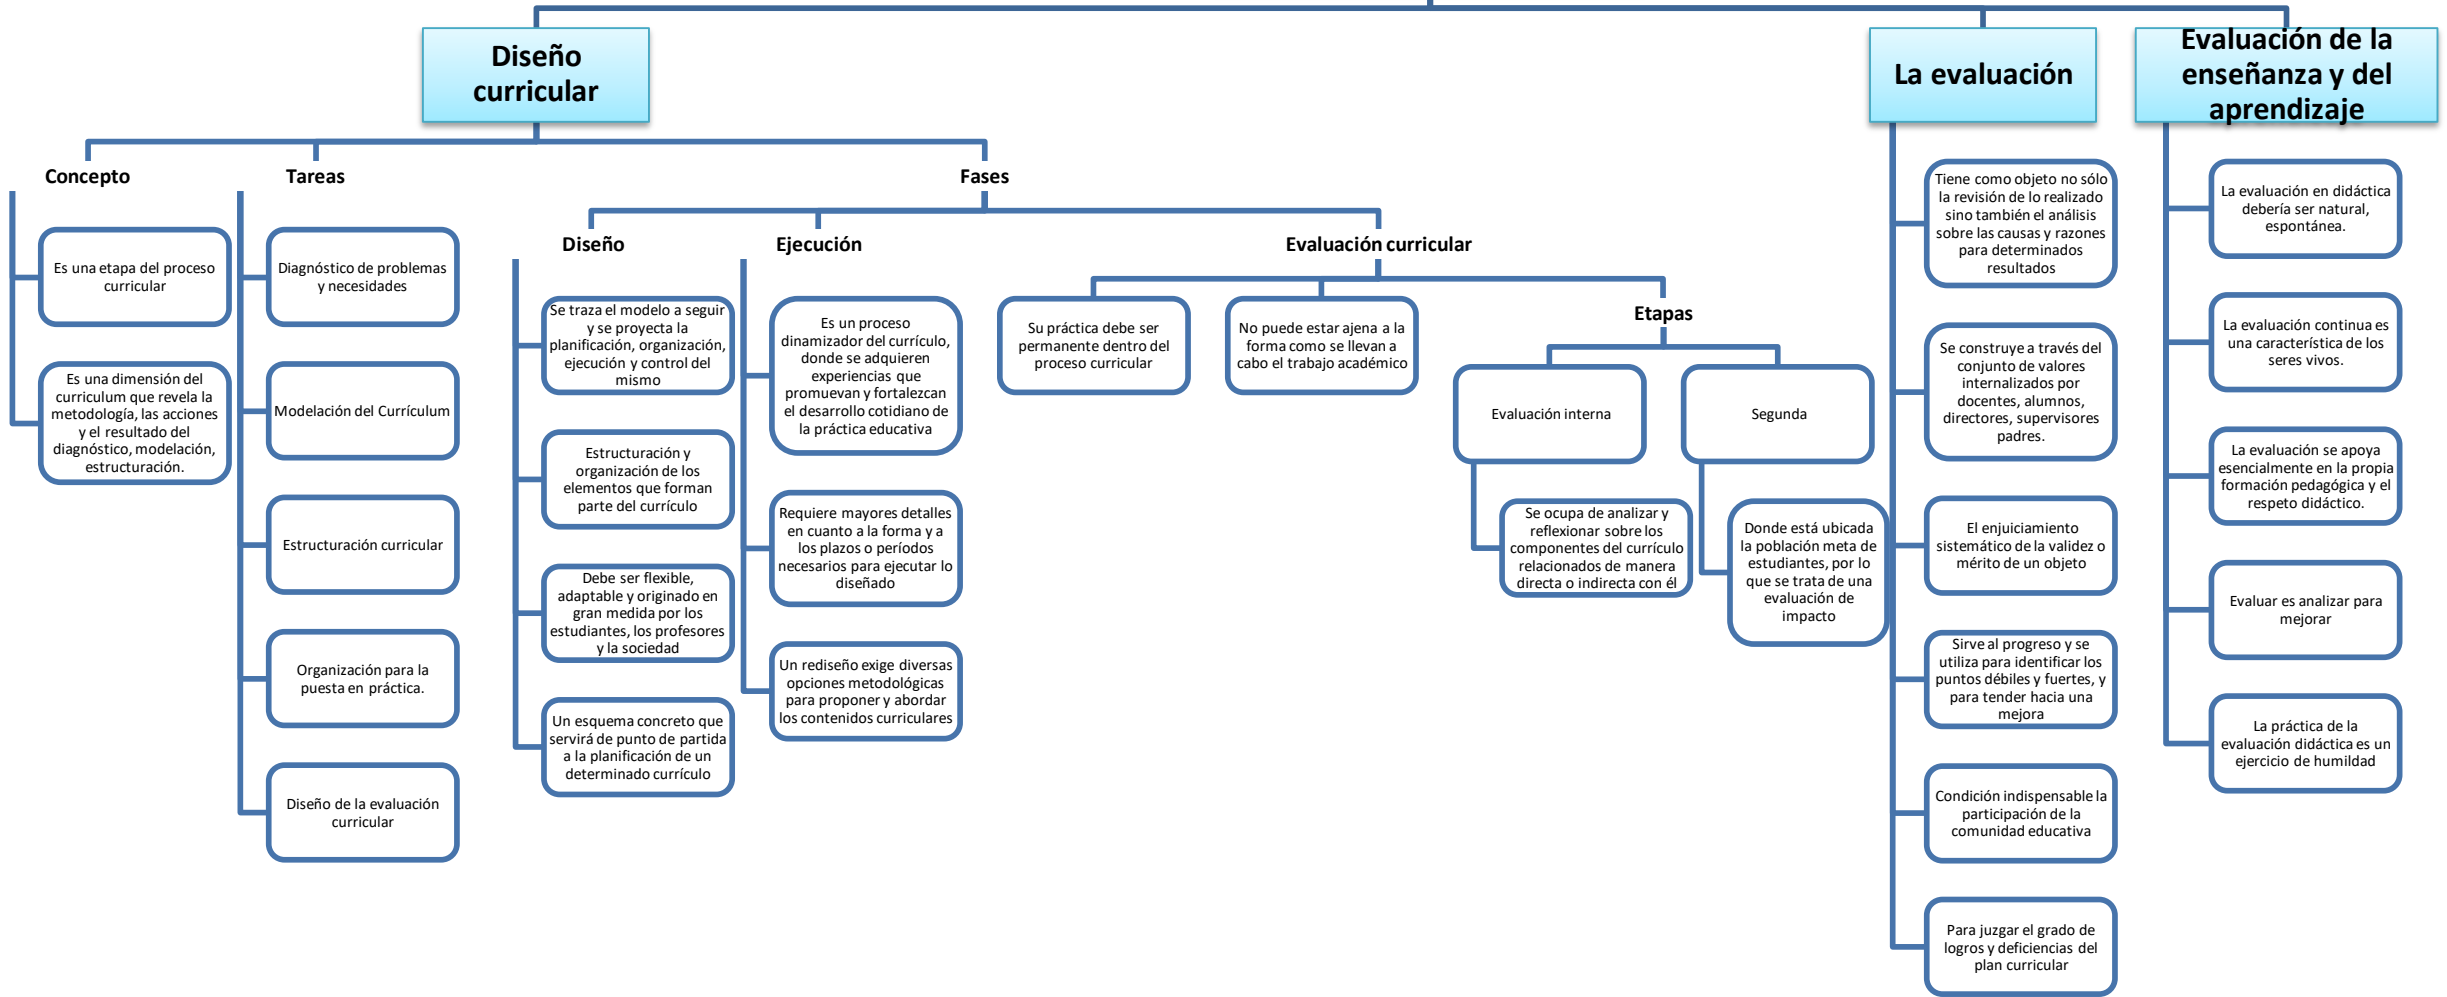 Diseño
curricular
La evaluación
Evaluación de la
enseñanza y del
aprendizaje
Concepto
Es una etapa del proceso
curricular
Es una dimensión del
curriculum que revela la
metodología, las acciones
y el resultado del
diagnóstico, modelación,
estructuración.
Tareas
Diagnóstico de problemas
y necesidades
Modelación del Currículum
Estructuración curricular
Organización para la
puesta en práctica.
Diseño de la evaluación
curricular
Fases
Diseño
Se traza el modelo a seguir
y se proyecta la
planificación, organización,
ejecución y control del
mismo
Estructuración y
organización de los
elementos que forman
parte del currículo
Debe ser flexible,
adaptable y originado en
gran medida por los
estudiantes, los profesores
y la sociedad
Un esquema concreto que
servirá de punto de partida
a la planificación de un
determinado currículo
Ejecución
Es un proceso
dinamizador del currículo,
donde se adquieren
experiencias que
promuevan y fortalezcan
el desarrollo cotidiano de
la práctica educativa
Requiere mayores detalles
en cuanto a la forma y a
los plazos o períodos
necesarios para ejecutar lo
diseñado
Un rediseño exige diversas
opciones metodológicas
para proponer y abordar
los contenidos curriculares
Evaluación curricular
Su práctica debe ser
permanente dentro del
proceso curricular
No puede estar ajena a la
forma como se llevan a
cabo el trabajo académico
Etapas
Evaluación interna
Se ocupa de analizar y
reflexionar sobre los
componentes del currículo
relacionados de manera
directa o indirecta con él
Segunda
Donde está ubicada
la población meta de
estudiantes, por lo
que se trata de una
evaluación de
impacto
Tiene como objeto no sólo
la revisión de lo realizado
sino también el análisis
sobre las causas y razones
para determinados
resultados
Se construye a través del
conjunto de valores
internalizados por
docentes, alumnos,
directores, supervisores
padres.
El enjuiciamiento
sistemático de la validez o
mérito de un objeto
Sirve al progreso y se
utiliza para identificar los
puntos débiles y fuertes, y
para tender hacia una
mejora
Condición indispensable la
participación de la
comunidad educativa
Para juzgar el grado de
logros y deficiencias del
plan curricular
La evaluación en didáctica
debería ser natural,
espontánea.
La evaluación continua es
una característica de los
seres vivos.
La evaluación se apoya
esencialmente en la propia
formación pedagógica y el
respeto didáctico.
Evaluar es analizar para
mejorar
La práctica de la
evaluación didáctica es un
ejercicio de humildad